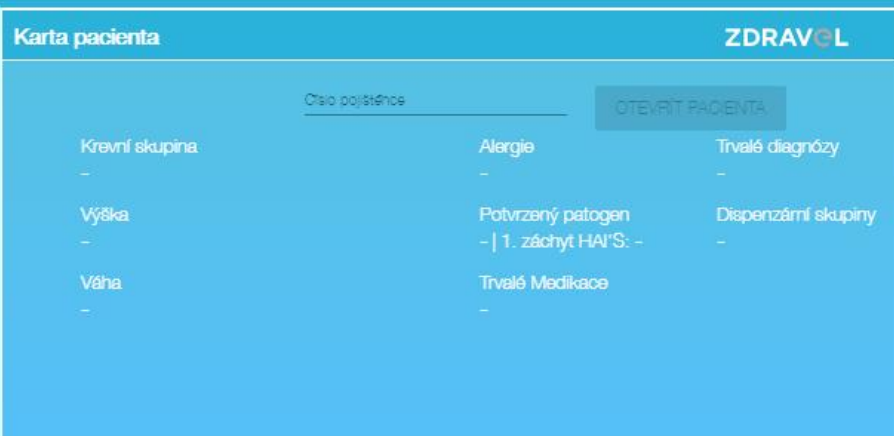 Karta pacienta
ZDRAVEL
Číslo pojištěnce
OTEVŘÍT PACIENTA
Krevní skupina
-
Alergie
-
Trvalé diagnózy
-
Výška
-
Potvrzený patogen
- | 1. záchyt HAI'S: -
Dispenzární skupiny
-
Váha
-
Trvalé Medikace
-